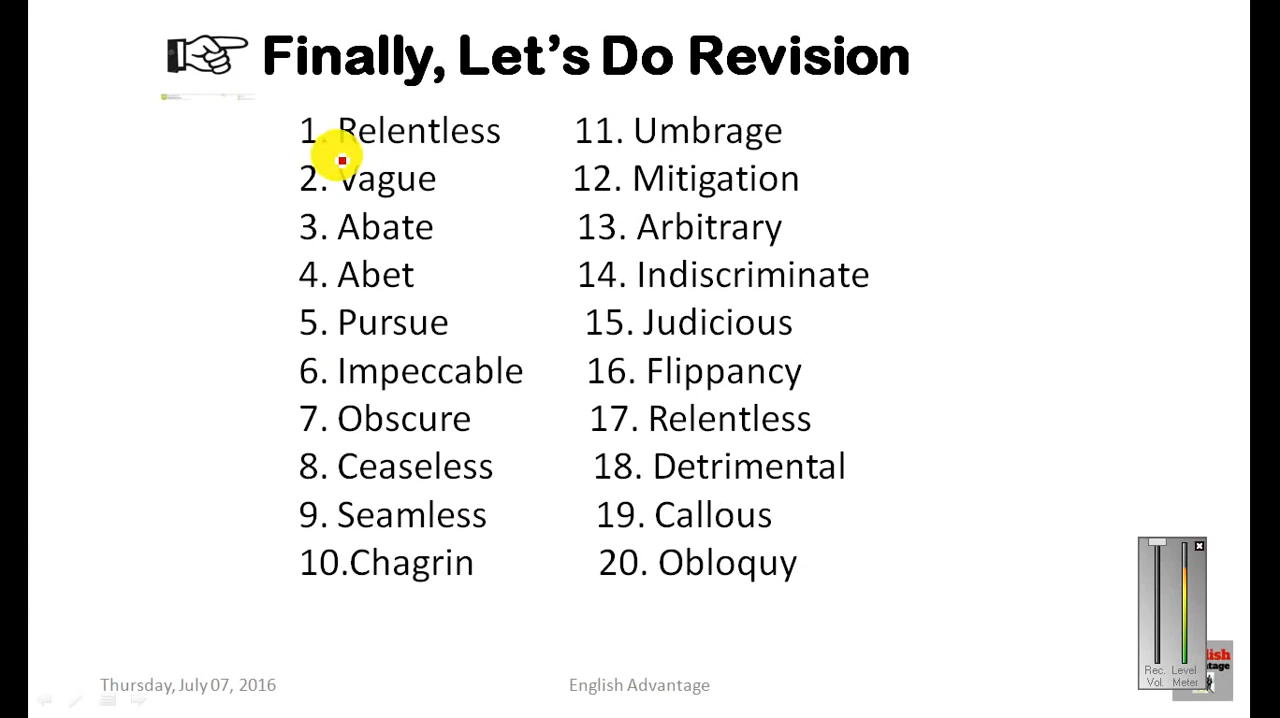 Finally, Let's Do Revision
1. Relentless
2. Vague
3. Abate
4. Abet
5. Pursue
6. Impeccable
7. Obscure
8. Ceaseless
9. Seamless
10.Chagrin
11. Umbrage
12. Mitigation
13. Arbitrary
14. Indiscriminate
15. Judicious
16. Flippancy
17. Relentless
18. Detrimental
19. Callous
20. Obloquy
Rec. Level
Vol. Meter
Thursday, July 07, 2016
English Advantage